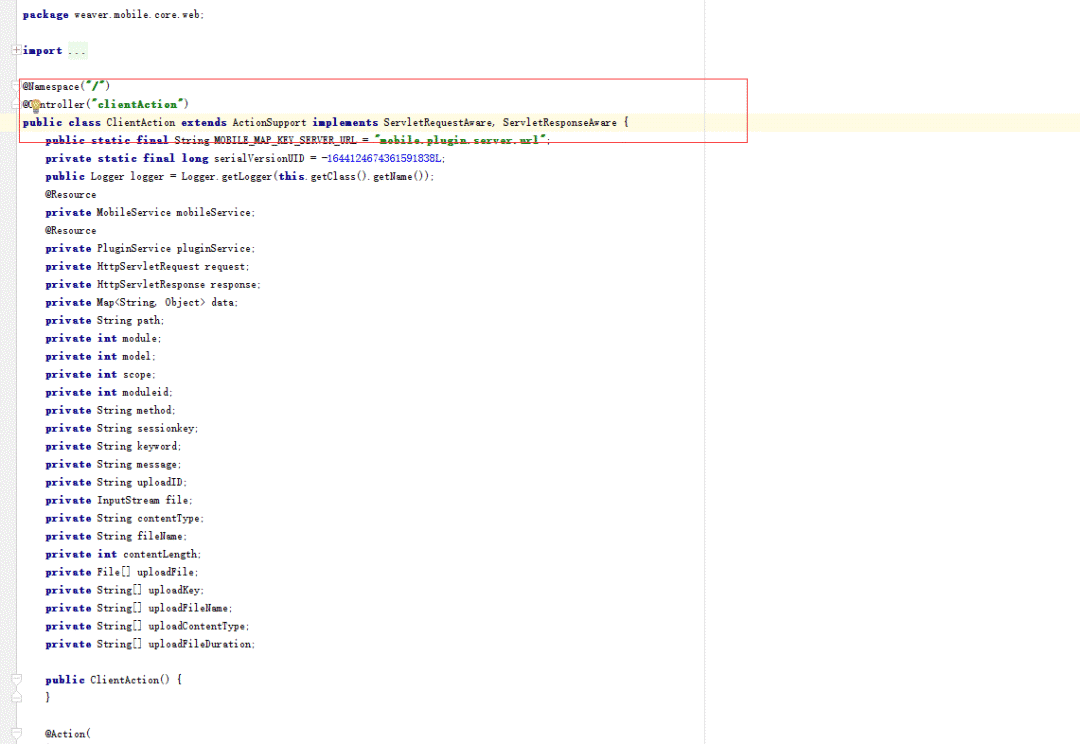 package weaver.mobile.core.web;
import ...
@Namespace("/")
@Controller("clientAction")
public class ClientAction extends ActionSupport implements ServletRequestAware, ServletResponseAware {
public static final String MOBILE_MAP_KEY_SERVER_URL = "mobile.plugin.server.url";
private static final long serialVersionUID = -1644124674361591838L;
public Logger logger = Logger.getLogger(this.getClass().getName());
@Resource
private MobileService mobileService;
@Resource
private PluginService pluginService;
private HttpServletRequest request;
private HttpServletResponse response;
private Map<String, Object> data;
private String path;
private int module;
private int model;
private int scope;
private int moduleid;
private String method;
private String sessionkey;
private String keyword;
private String message;
private String uploadID;
private InputStream file;
private String contentType;
private String fileName;
private int contentLength;
private File[] uploadFile;
private String[] uploadKey;
private String[] uploadFileName;
private String[] uploadContentType;
private String[] uploadFileDuration;
public ClientAction() {
}
@Action(